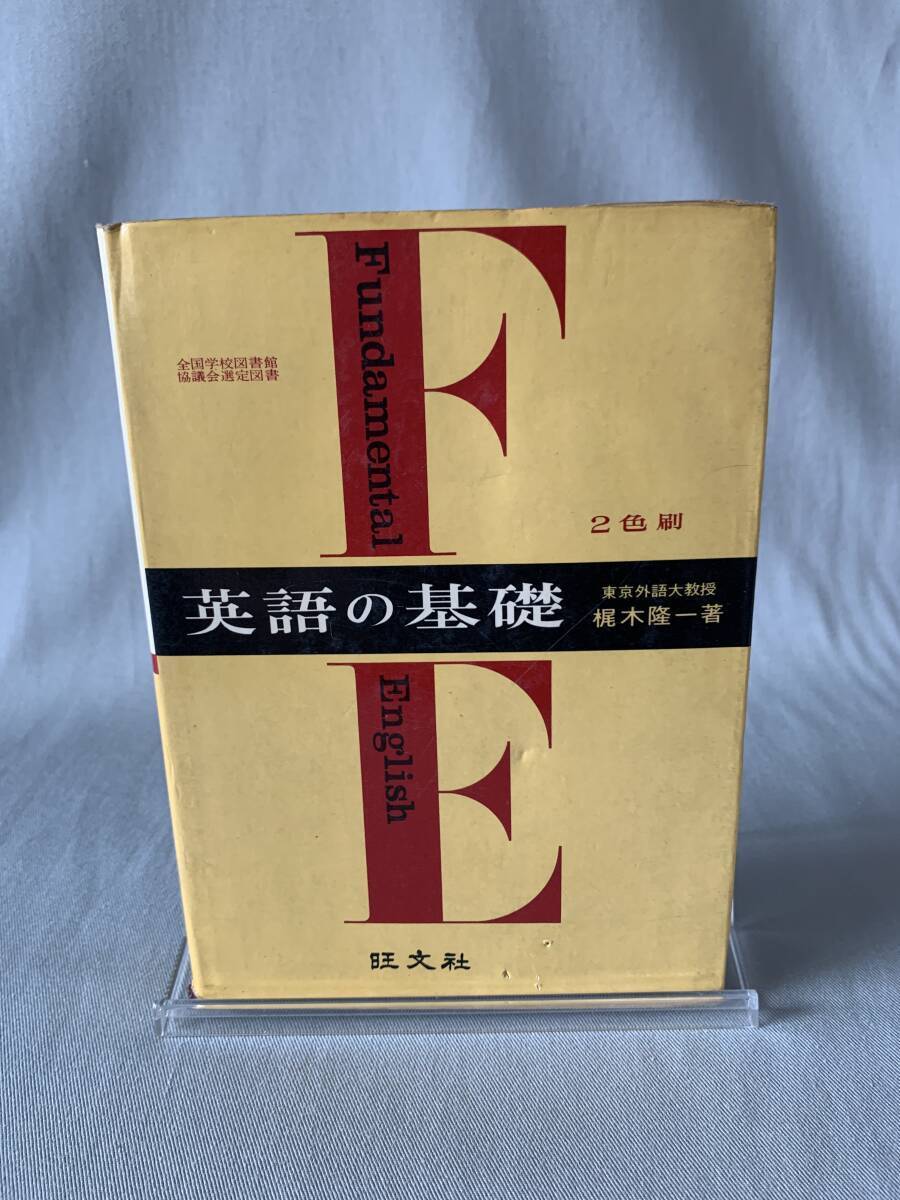 F
Fundamental
全国学校図書館
協議会選定図書
2色刷
英語の基礎
東京外語大教授
梶木隆一著
E
English
旺文社